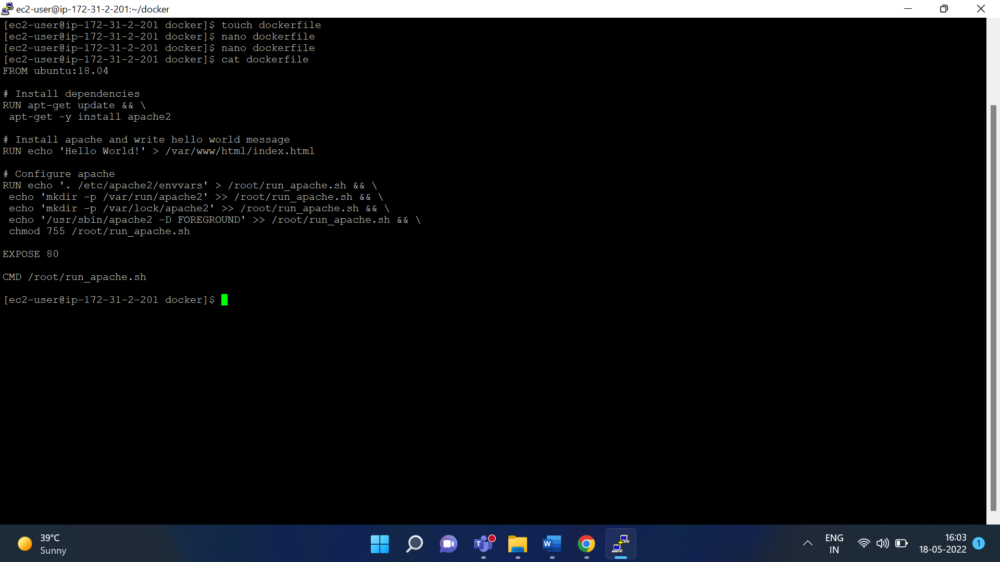 ec2-user@ip-172-31-2-201:~/docker
[ec2-user@ip-172-31-2-201 docker]$ touch dockerfile
[ec2-user@ip-172-31-2-201 docker]$ nano dockerfile
[ec2-user@ip-172-31-2-201 docker]$ nano dockerfile
[ec2-user@ip-172-31-2-201 docker]$ cat dockerfile
FROM ubuntu:18.04
# Install dependencies
RUN apt-get update && \
 apt-get -y install apache2
# Install apache and write hello world message
RUN echo 'Hello World!' > /var/www/html/index.html
# Configure apache
RUN echo '. /etc/apache2/envvars' > /root/run_apache.sh && \
 echo 'mkdir -p /var/run/apache2' >> /root/run_apache.sh && \
 echo 'mkdir -p /var/lock/apache2' >> /root/run_apache.sh && \
 echo '/usr/sbin/apache2 -D FOREGROUND' >> /root/run_apache.sh && \
 chmod 755 /root/run_apache.sh
EXPOSE 80
CMD /root/run_apache.sh
[ec2-user@ip-172-31-2-201 docker]$
39°C
Sunny
T
W
ENG
IN
16:03
18-05-2022
1